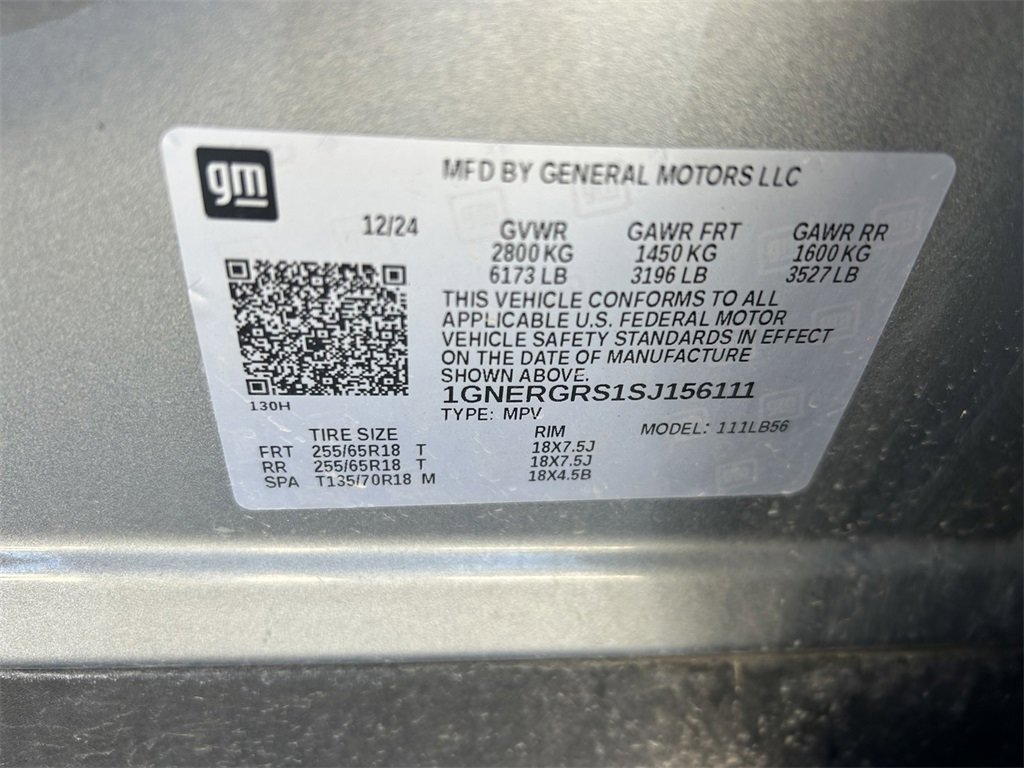 gm
MFD BY GENERAL MOTORS LLC
12/24
GVWR GAWR FRT GAWR RR
2800 KG 1450 KG 1600 KG
6173 LB 3196 LB 3527 LB
THIS VEHICLE CONFORMS TO ALL
APPLICABLE U.S. FEDERAL MOTOR
VEHICLE SAFETY STANDARDS IN EFFECT
ON THE DATE OF MANUFACTURE
SHOWN ABOVE.
1GNERGRS1SJ156111
130H
TYPE: MPV MODEL: 111LB56
TIRE SIZE RIM
FRT 255/65R18 T 18X7.5J
RR 255/65R18 T 18X7.5J
SPA T135/70R18 M 18X4.5B